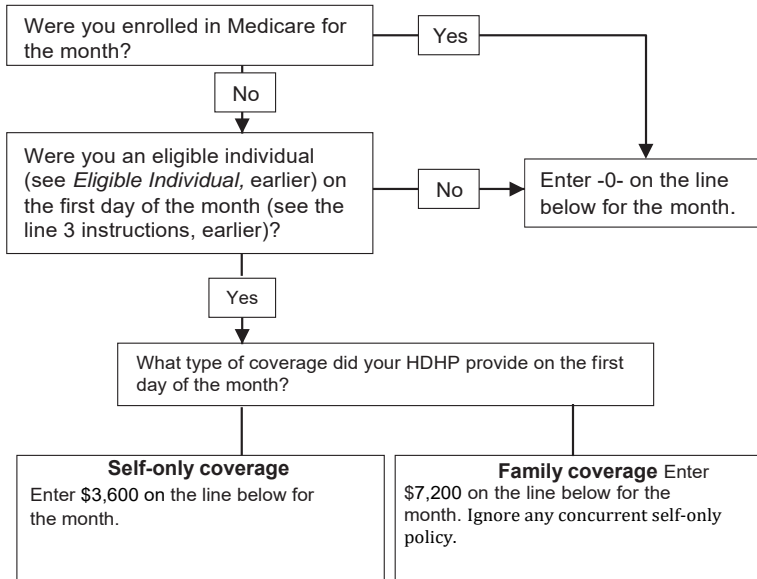 Were you enrolled in Medicare for
the month?
Yes
No
Were you an eligible individual
(see Eligible Individual, earlier) on
the first day of the month (see the
line 3 instructions, earlier)?
No
Enter -0- on the line
below for the month.
Yes
What type of coverage did your HDHP provide on the first
day of the month?
Self-only coverage
Enter $3,600 on the line below for
the month.
Family coverage Enter
$7,200 on the line below for the
month. Ignore any concurrent self-only
policy.